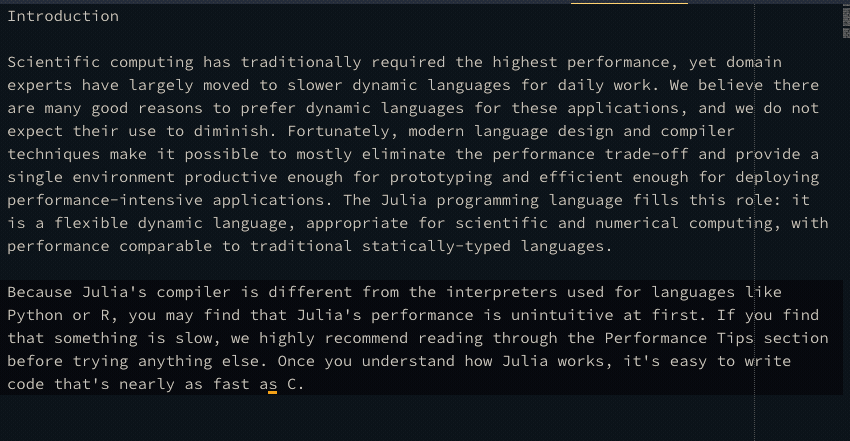 Introduction
Scientific computing has traditionally required the highest performance, yet domain
experts have largely moved to slower dynamic languages for daily work. We believe there
are many good reasons to prefer dynamic languages for these applications, and we do not
expect their use to diminish. Fortunately, modern language design and compiler
techniques make it possible to mostly eliminate the performance trade-off and provide a
single environment productive enough for prototyping and efficient enough for deploying
performance-intensive applications. The Julia programming language fills this role: it
is a flexible dynamic language, appropriate for scientific and numerical computing, with
performance comparable to traditional statically-typed languages.
Because Julia's compiler is different from the interpreters used for languages like
Python or R, you may find that Julia's performance is unintuitive at first. If you find
that something is slow, we highly recommend reading through the Performance Tips section
before trying anything else. Once you understand how Julia works, it's easy to write
code that's nearly as fast as C.